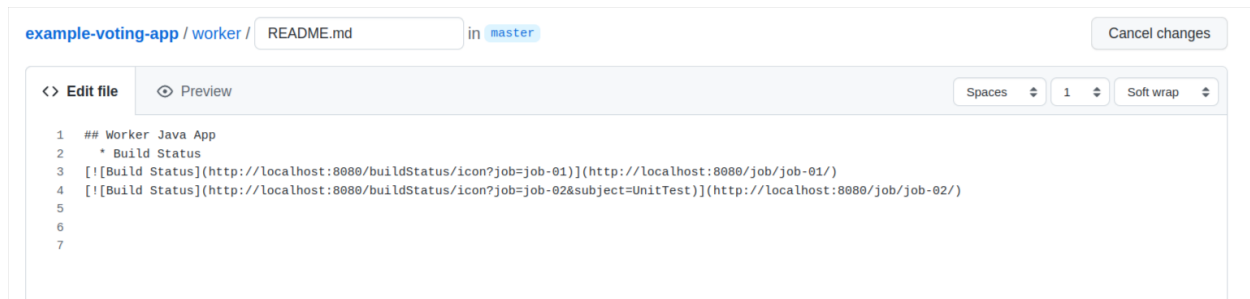 example-voting-app / worker / README.md in master Cancel changes
<> Edit file Preview Spaces 1 Soft wrap
1 ## Worker Java App
2   * Build Status
3 [![Build Status](http://localhost:8080/buildStatus/icon?job=job-01)](http://localhost:8080/job/job-01/)
4 [![Build Status](http://localhost:8080/buildStatus/icon?job=job-02&subject=UnitTest)](http://localhost:8080/job/job-02/)
5
6
7